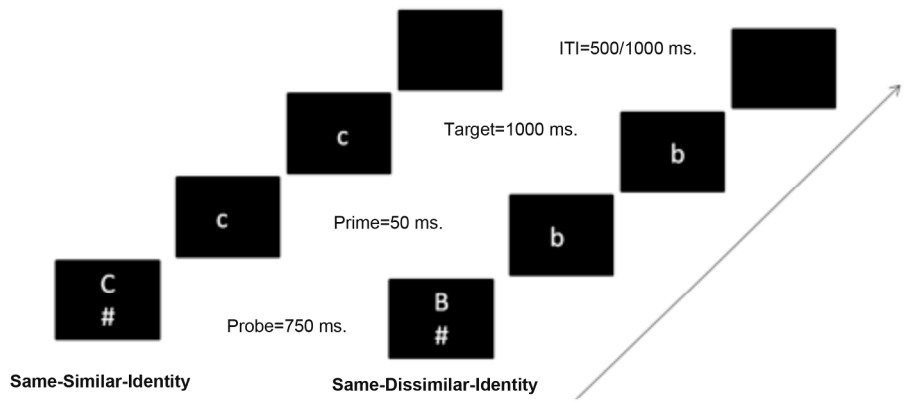 ITI=500/1000 ms.
Target=1000 ms.
c
b
Prime=50 ms.
c
b
Probe=750 ms.
C
#
B
#
Same-Similar-Identity
Same-Dissimilar-Identity